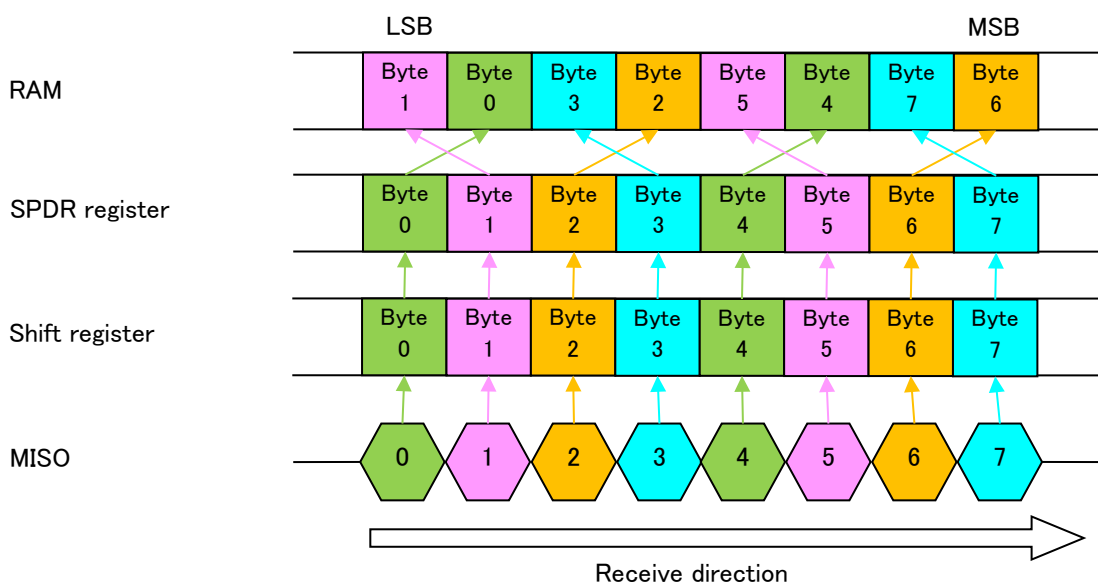 LSB MSB
RAM
Byte 1 Byte 0 Byte 3 Byte 2 Byte 5 Byte 4 Byte 7 Byte 6
SPDR register
Byte 0 Byte 1 Byte 2 Byte 3 Byte 4 Byte 5 Byte 6 Byte 7
Shift register
Byte 0 Byte 1 Byte 2 Byte 3 Byte 4 Byte 5 Byte 6 Byte 7
MISO
0 1 2 3 4 5 6 7
Receive direction